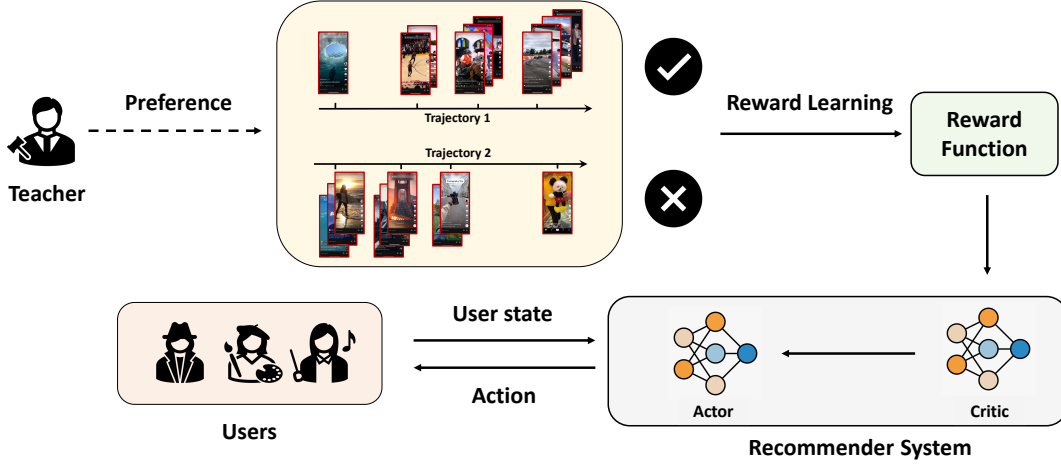 Preference
Teacher
Trajectory 1
Trajectory 2
Reward Learning
Reward
Function
User state
Action
Users
Actor
Critic
Recommender System